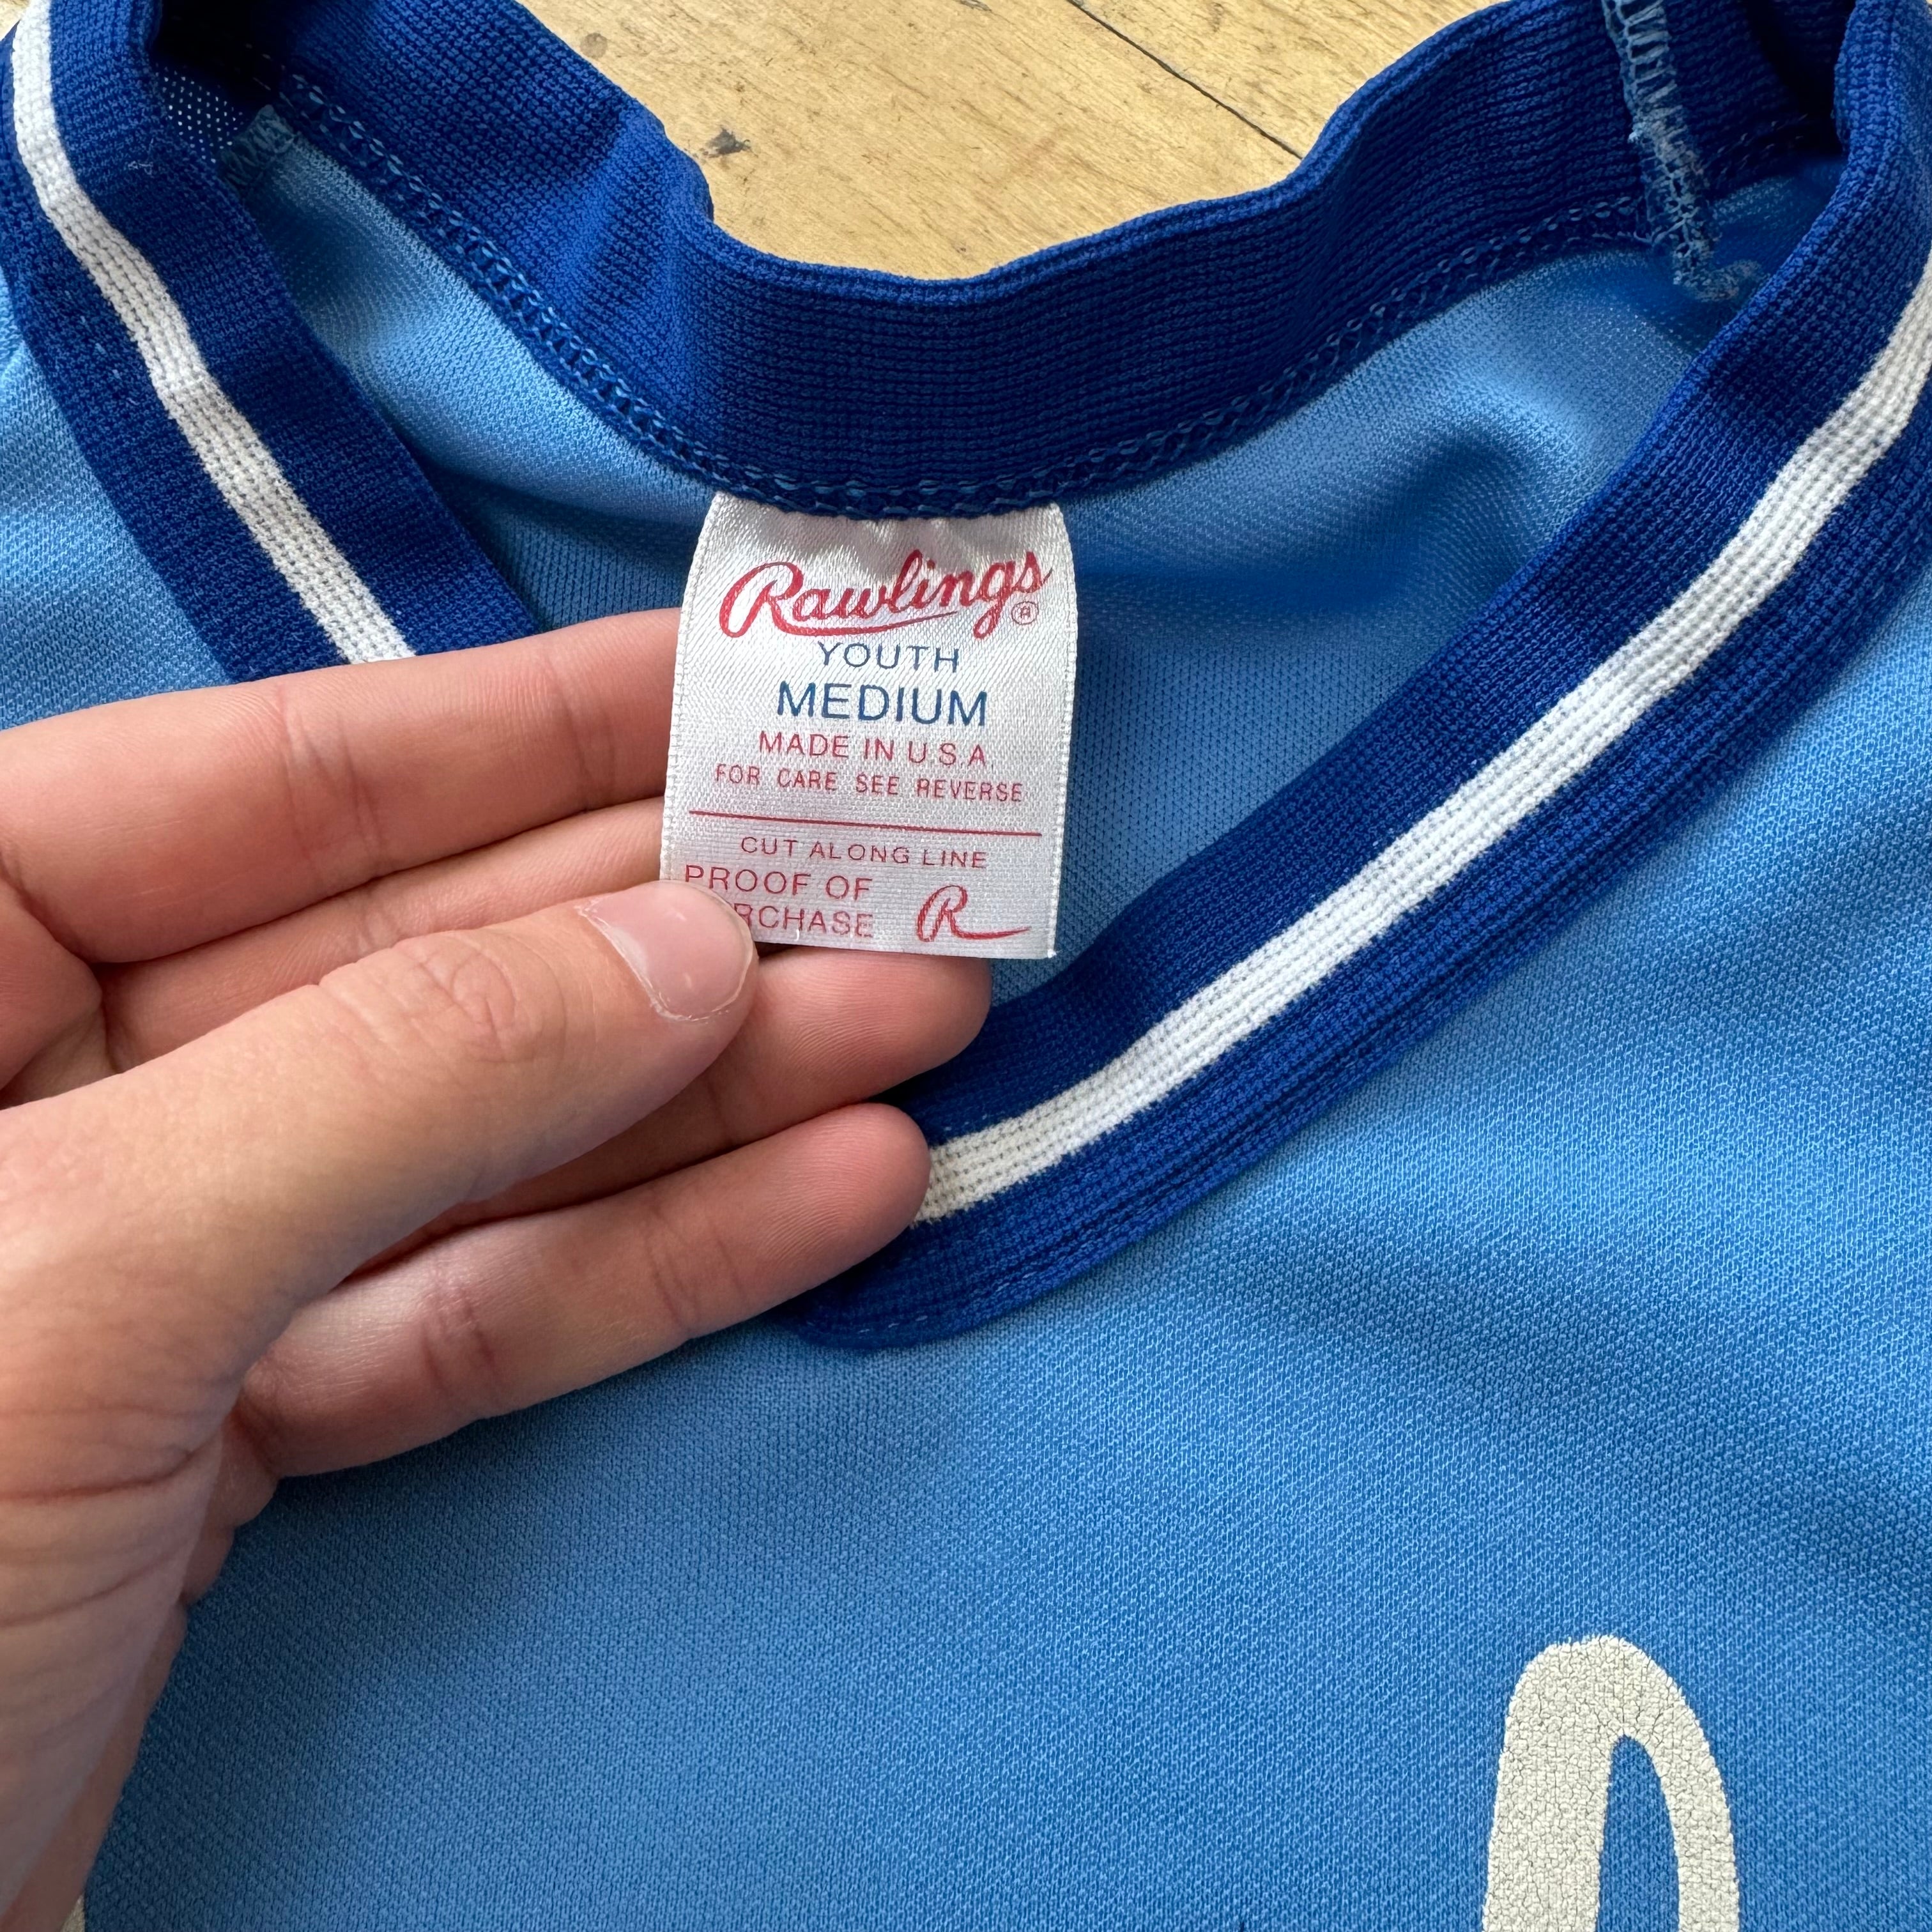 Rawlings®
YOUTH
MEDIUM
MADE IN U S A
FOR CARE SEE REVERSE
CUT ALONG LINE
PROOF OF
R